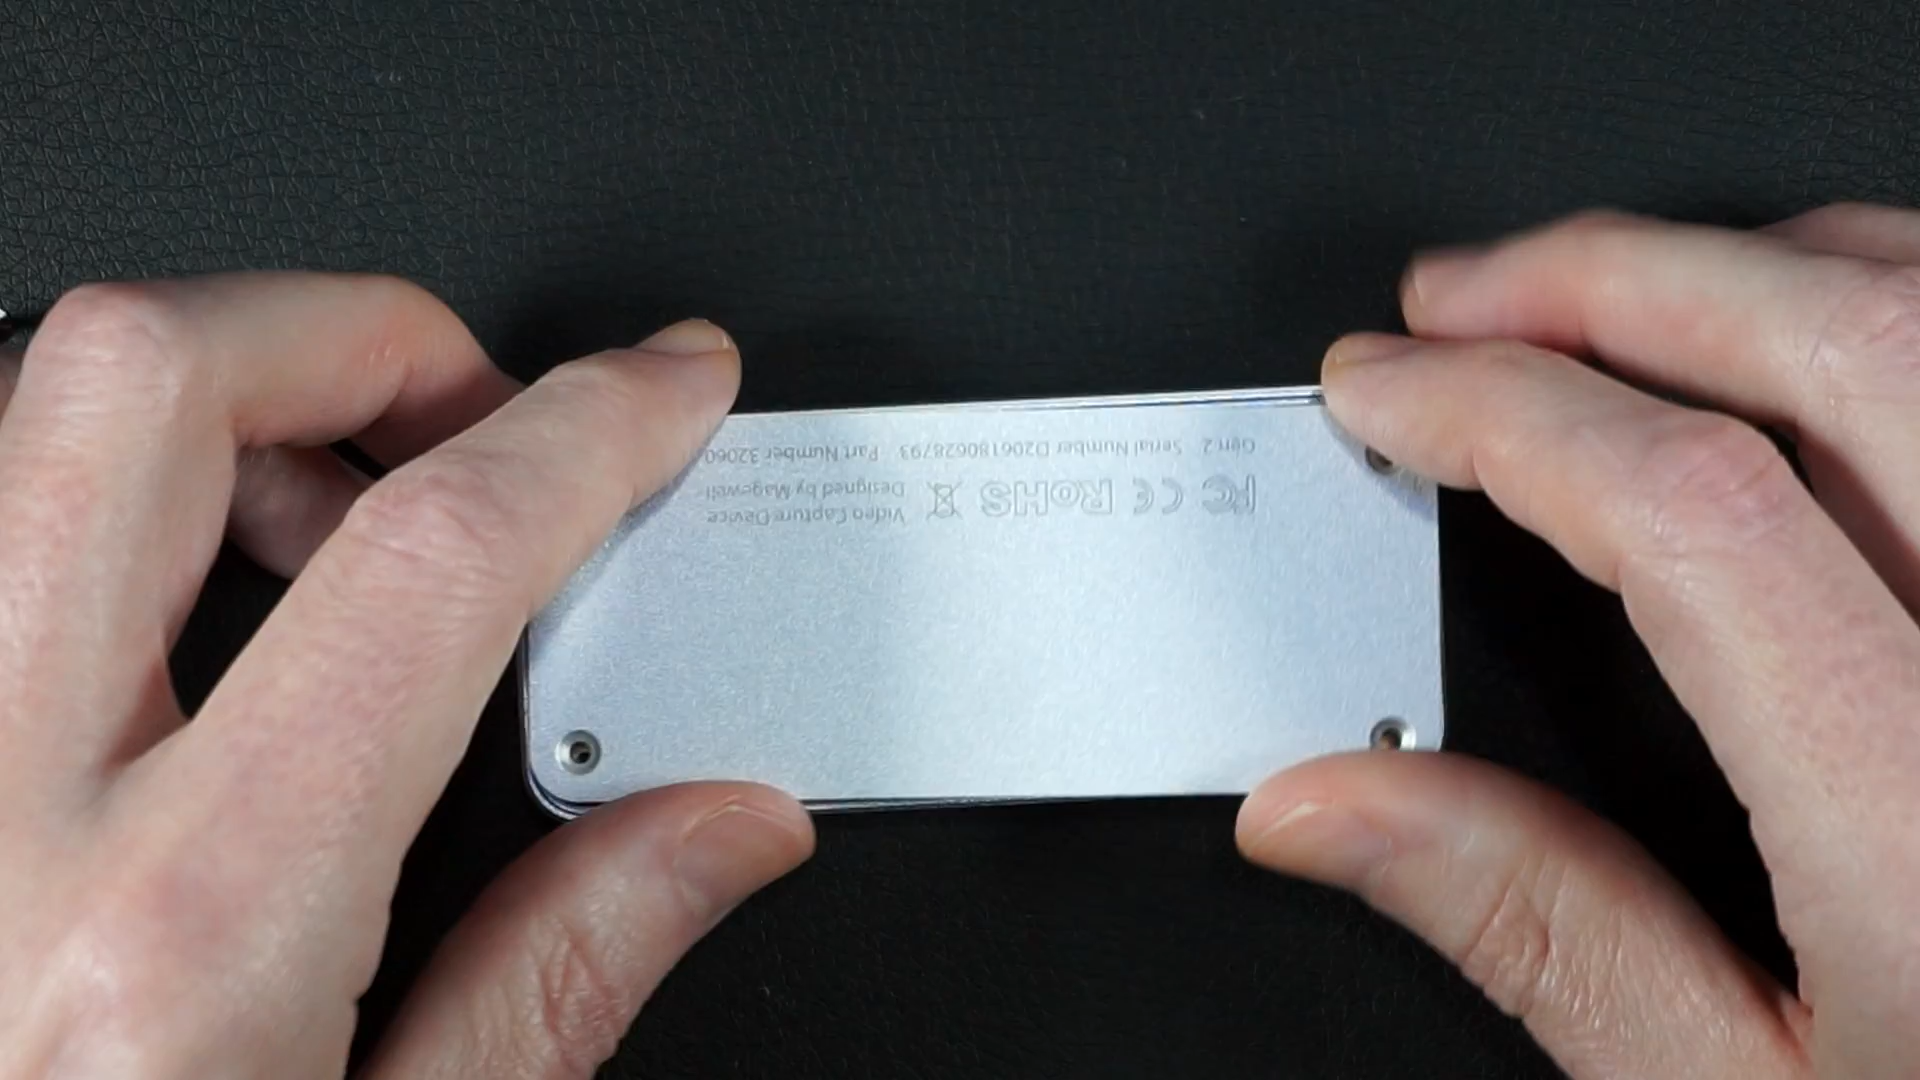 Video Capture Device
Designed by Magewell
FC CE RoHS
Part Number 32060
Serial Number D206180628793
Gen 2